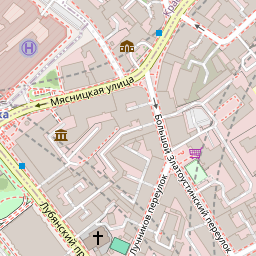 Мясницкая улица
Большой Златоустинский переулок
Лучников переулок
Лубянский пр
H